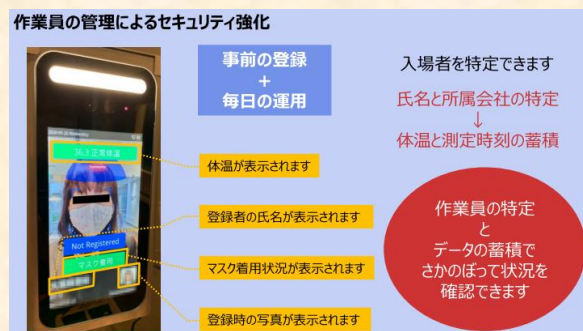 作業員の管理によるセキュリティ強化
事前の登録
+
毎日の運用
入場者を特定できます
氏名と所属会社の特定
↓
体温と測定時刻の蓄積
36.3 正常体温
体温が表示されます
登録者の氏名が表示されます
Not Registered
マスク着用
マスク着用状況が表示されます
登録時の写真が表示されます
作業員の特定
と
データの蓄積で
さかのぼって状況を
確認できます